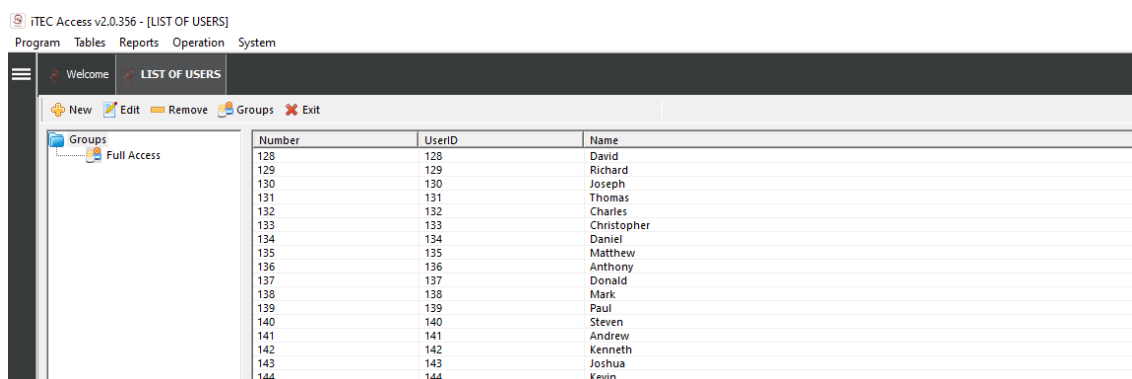 iTEC Access v2.0.356 - [LIST OF USERS]
Program Tables Reports Operation System
Welcome LIST OF USERS
New Edit Remove Groups Exit
Groups
Full Access
Number UserID Name
128 128 David
129 129 Richard
130 130 Joseph
131 131 Thomas
132 132 Charles
133 133 Christopher
134 134 Daniel
135 135 Matthew
136 136 Anthony
137 137 Donald
138 138 Mark
139 139 Paul
140 140 Steven
141 141 Andrew
142 142 Kenneth
143 143 Joshua
144 144 Kevin